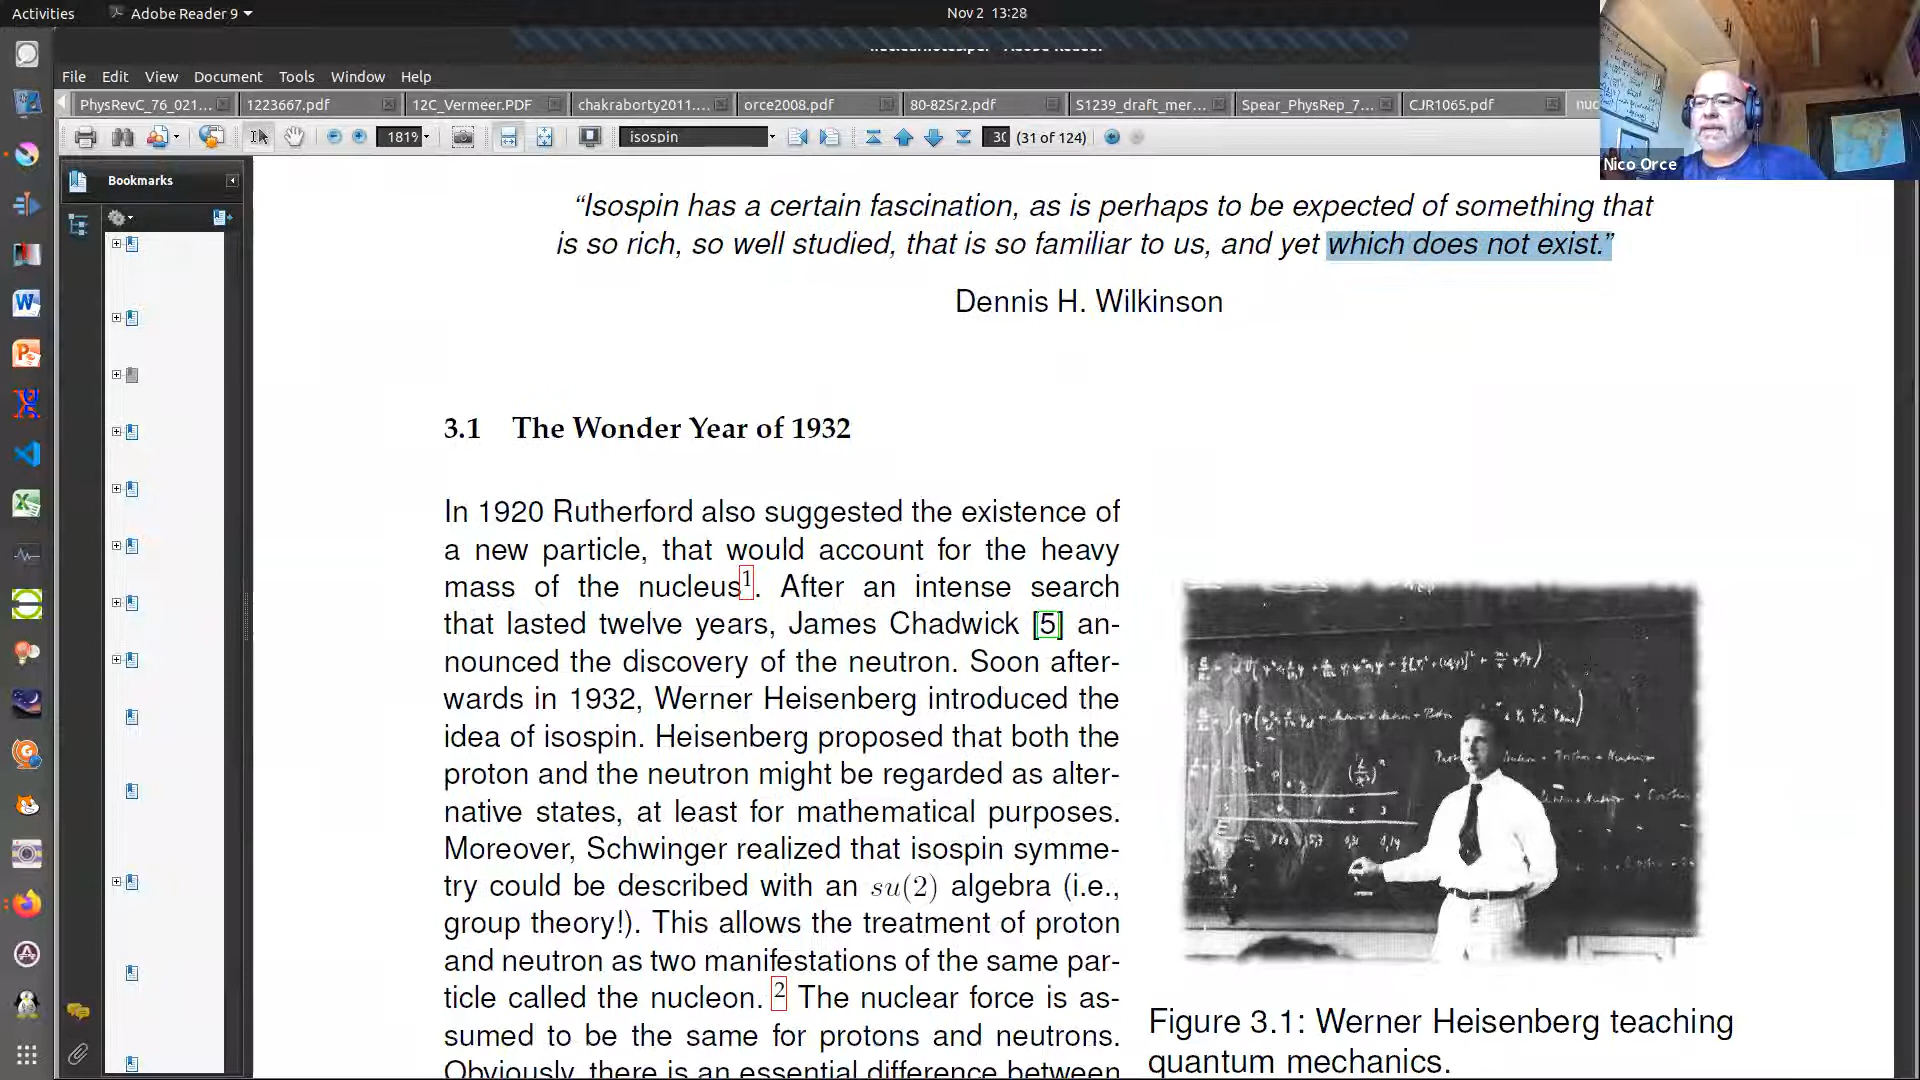 Activities
Adobe Reader 9
Nov 2 13:28
File Edit View Document Tools Window Help
PhysRevC_76_021... 1223667.pdf 12C_Vermeer.PDF chakraborty2011.... orce2008.pdf 80-82Sr2.pdf S1239_draft_mer... Spear_PhysRep_7... CJR1065.pdf nuc
181% isospin 30 (31 of 124)
Nico Orce
Bookmarks
“Isospin has a certain fascination, as is perhaps to be expected of something that
is so rich, so well studied, that is so familiar to us, and yet which does not exist.”
Dennis H. Wilkinson
3.1 The Wonder Year of 1932
In 1920 Rutherford also suggested the existence of
a new particle, that would account for the heavy
mass of the nucleus1. After an intense search
that lasted twelve years, James Chadwick [5] an-
nounced the discovery of the neutron. Soon after-
wards in 1932, Werner Heisenberg introduced the
idea of isospin. Heisenberg proposed that both the
proton and the neutron might be regarded as alter-
native states, at least for mathematical purposes.
Moreover, Schwinger realized that isospin symme-
try could be described with an su(2) algebra (i.e.,
group theory!). This allows the treatment of proton
and neutron as two manifestations of the same par-
ticle called the nucleon. 2 The nuclear force is as-
sumed to be the same for protons and neutrons.
Obviously, there is an essential difference between
Figure 3.1: Werner Heisenberg teaching
quantum mechanics.